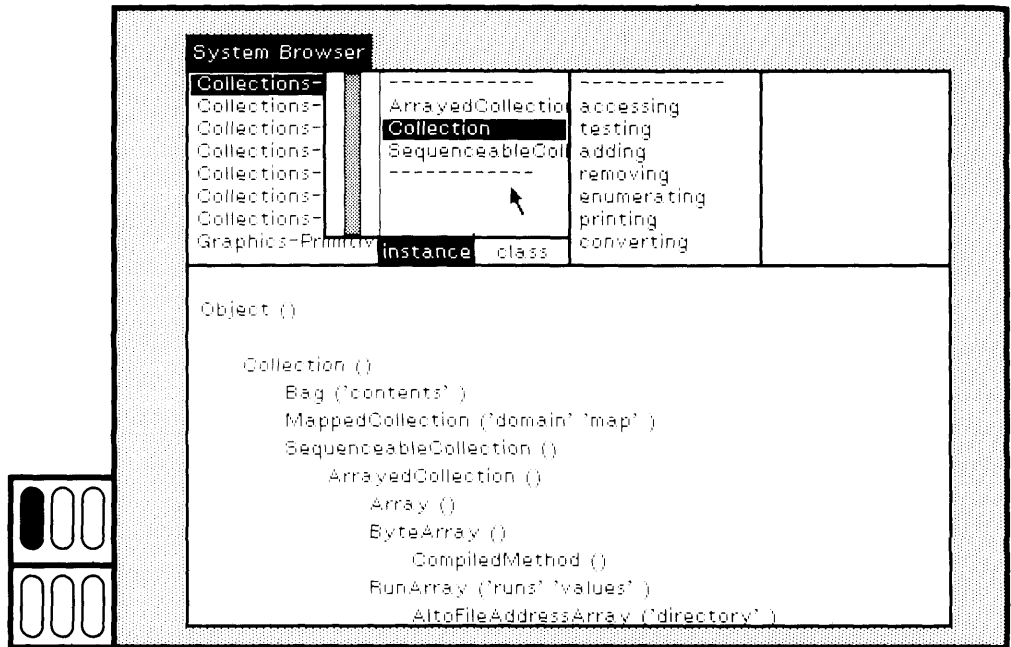 System Browser
Collections-
Collections-
Collections-
Collections-
Collections-
Collections-
Collections-
Graphics-Primitiv
------------
ArrayedCollectio
Collection
SequenceableColl
------------
instance class
------------
accessing
testing
adding
removing
enumerating
printing
converting
Object ()
Collection ()
Bag ('contents' )
MappedCollection ('domain' 'map' )
SequenceableCollection ()
ArrayedCollection ()
Array ()
ByteArray ()
CompiledMethod ()
RunArray ('runs' 'values' )
AltoFileAddressArray ('directory' )